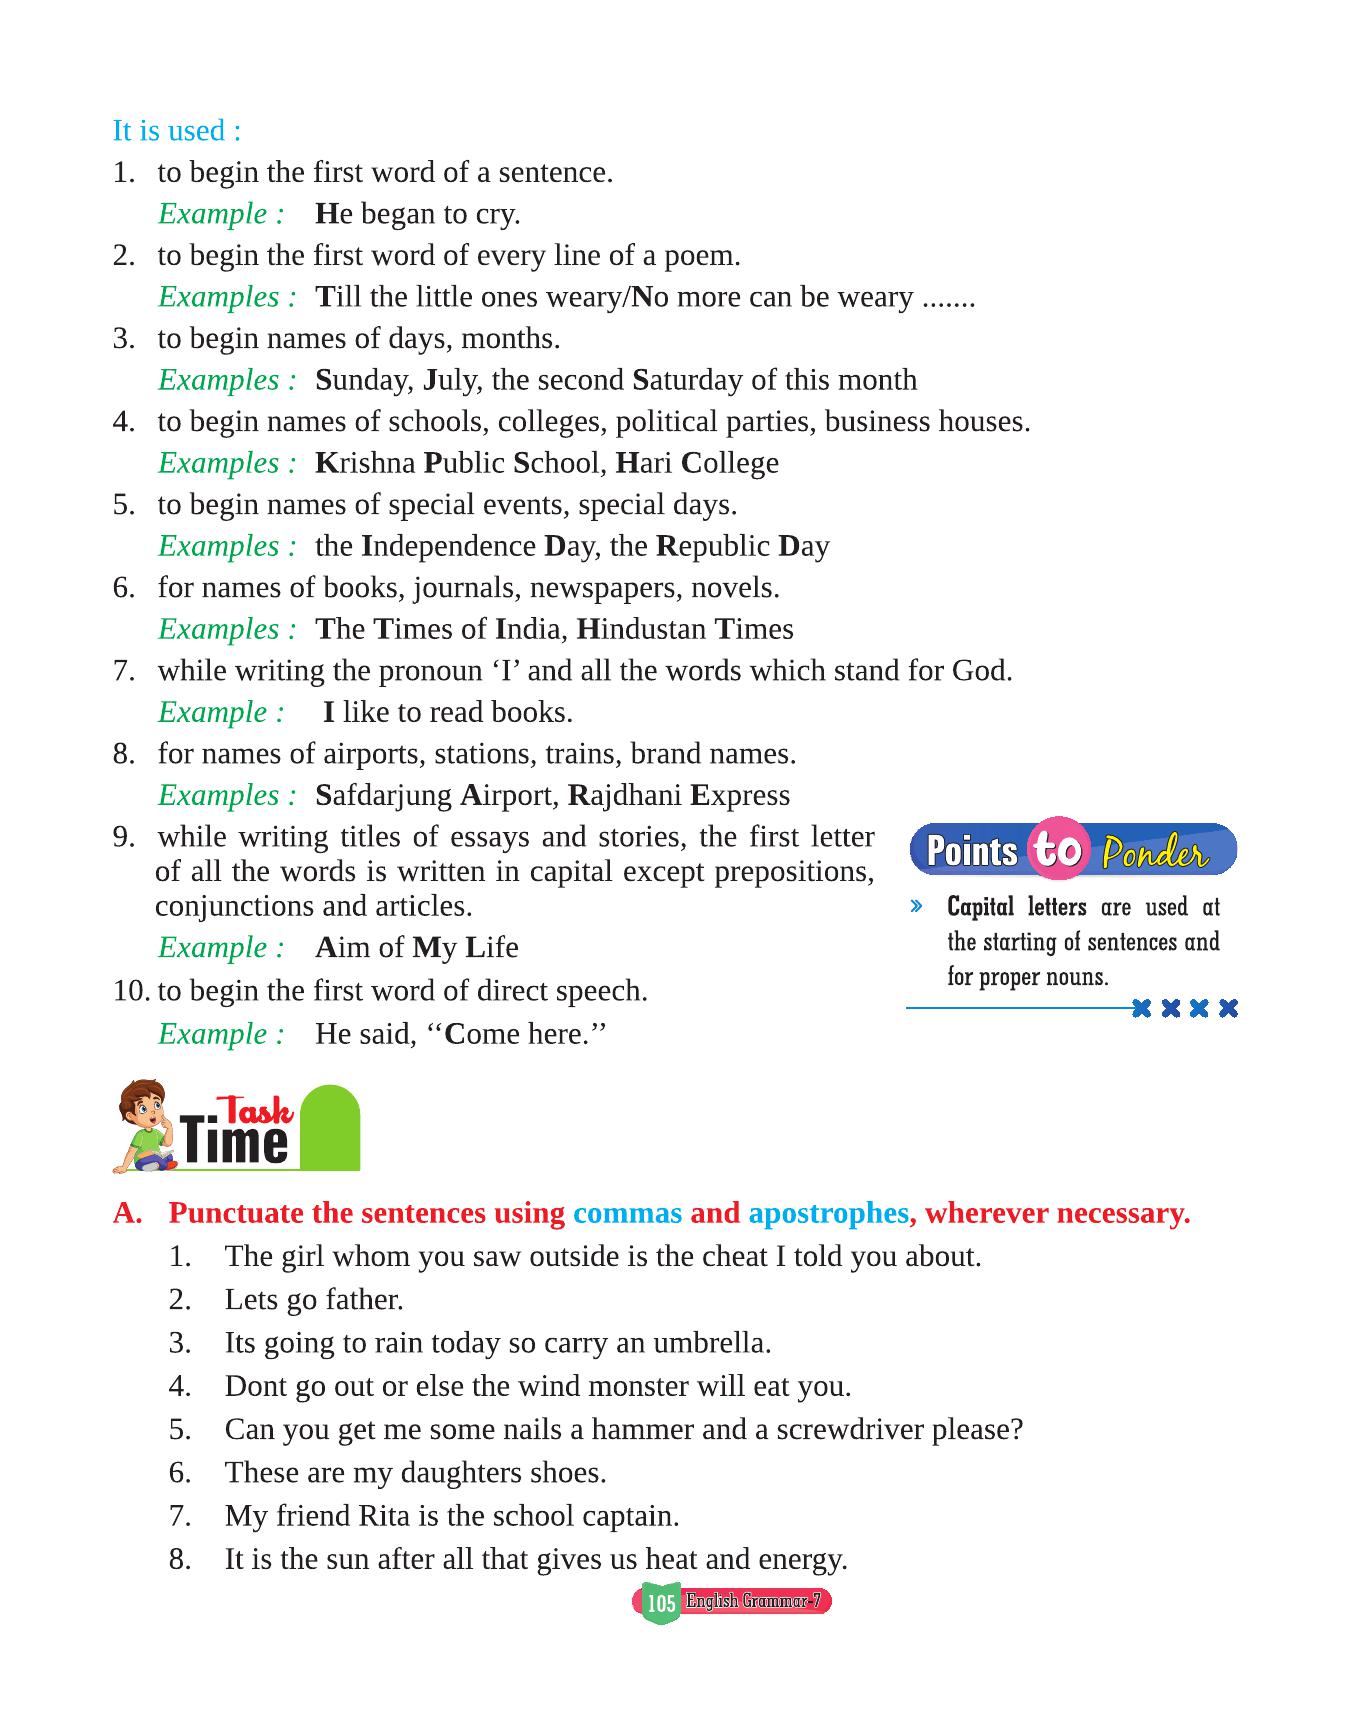 It is used :
1. to begin the first word of a sentence.
Example : He began to cry.
2. to begin the first word of every line of a poem.
Examples : Till the little ones weary/No more can be weary .......
3. to begin names of days, months.
Examples : Sunday, July, the second Saturday of this month
4. to begin names of schools, colleges, political parties, business houses.
Examples : Krishna Public School, Hari College
5. to begin names of special events, special days.
Examples : the Independence Day, the Republic Day
6. for names of books, journals, newspapers, novels.
Examples : The Times of India, Hindustan Times
7. while writing the pronoun ‘I’ and all the words which stand for God.
Example : I like to read books.
8. for names of airports, stations, trains, brand names.
Examples : Safdarjung Airport, Rajdhani Express
9. while writing titles of essays and stories, the first letter
of all the words is written in capital except prepositions,
conjunctions and articles.
Example : Aim of My Life
10. to begin the first word of direct speech.
Example : He said, ‘‘Come here.’’
Points to Ponder
» Capital letters are used at
the starting of sentences and
for proper nouns.
Task
Time
A. Punctuate the sentences using commas and apostrophes, wherever necessary.
1. The girl whom you saw outside is the cheat I told you about.
2. Lets go father.
3. Its going to rain today so carry an umbrella.
4. Dont go out or else the wind monster will eat you.
5. Can you get me some nails a hammer and a screwdriver please?
6. These are my daughters shoes.
7. My friend Rita is the school captain.
8. It is the sun after all that gives us heat and energy.
105 English Grammar-7